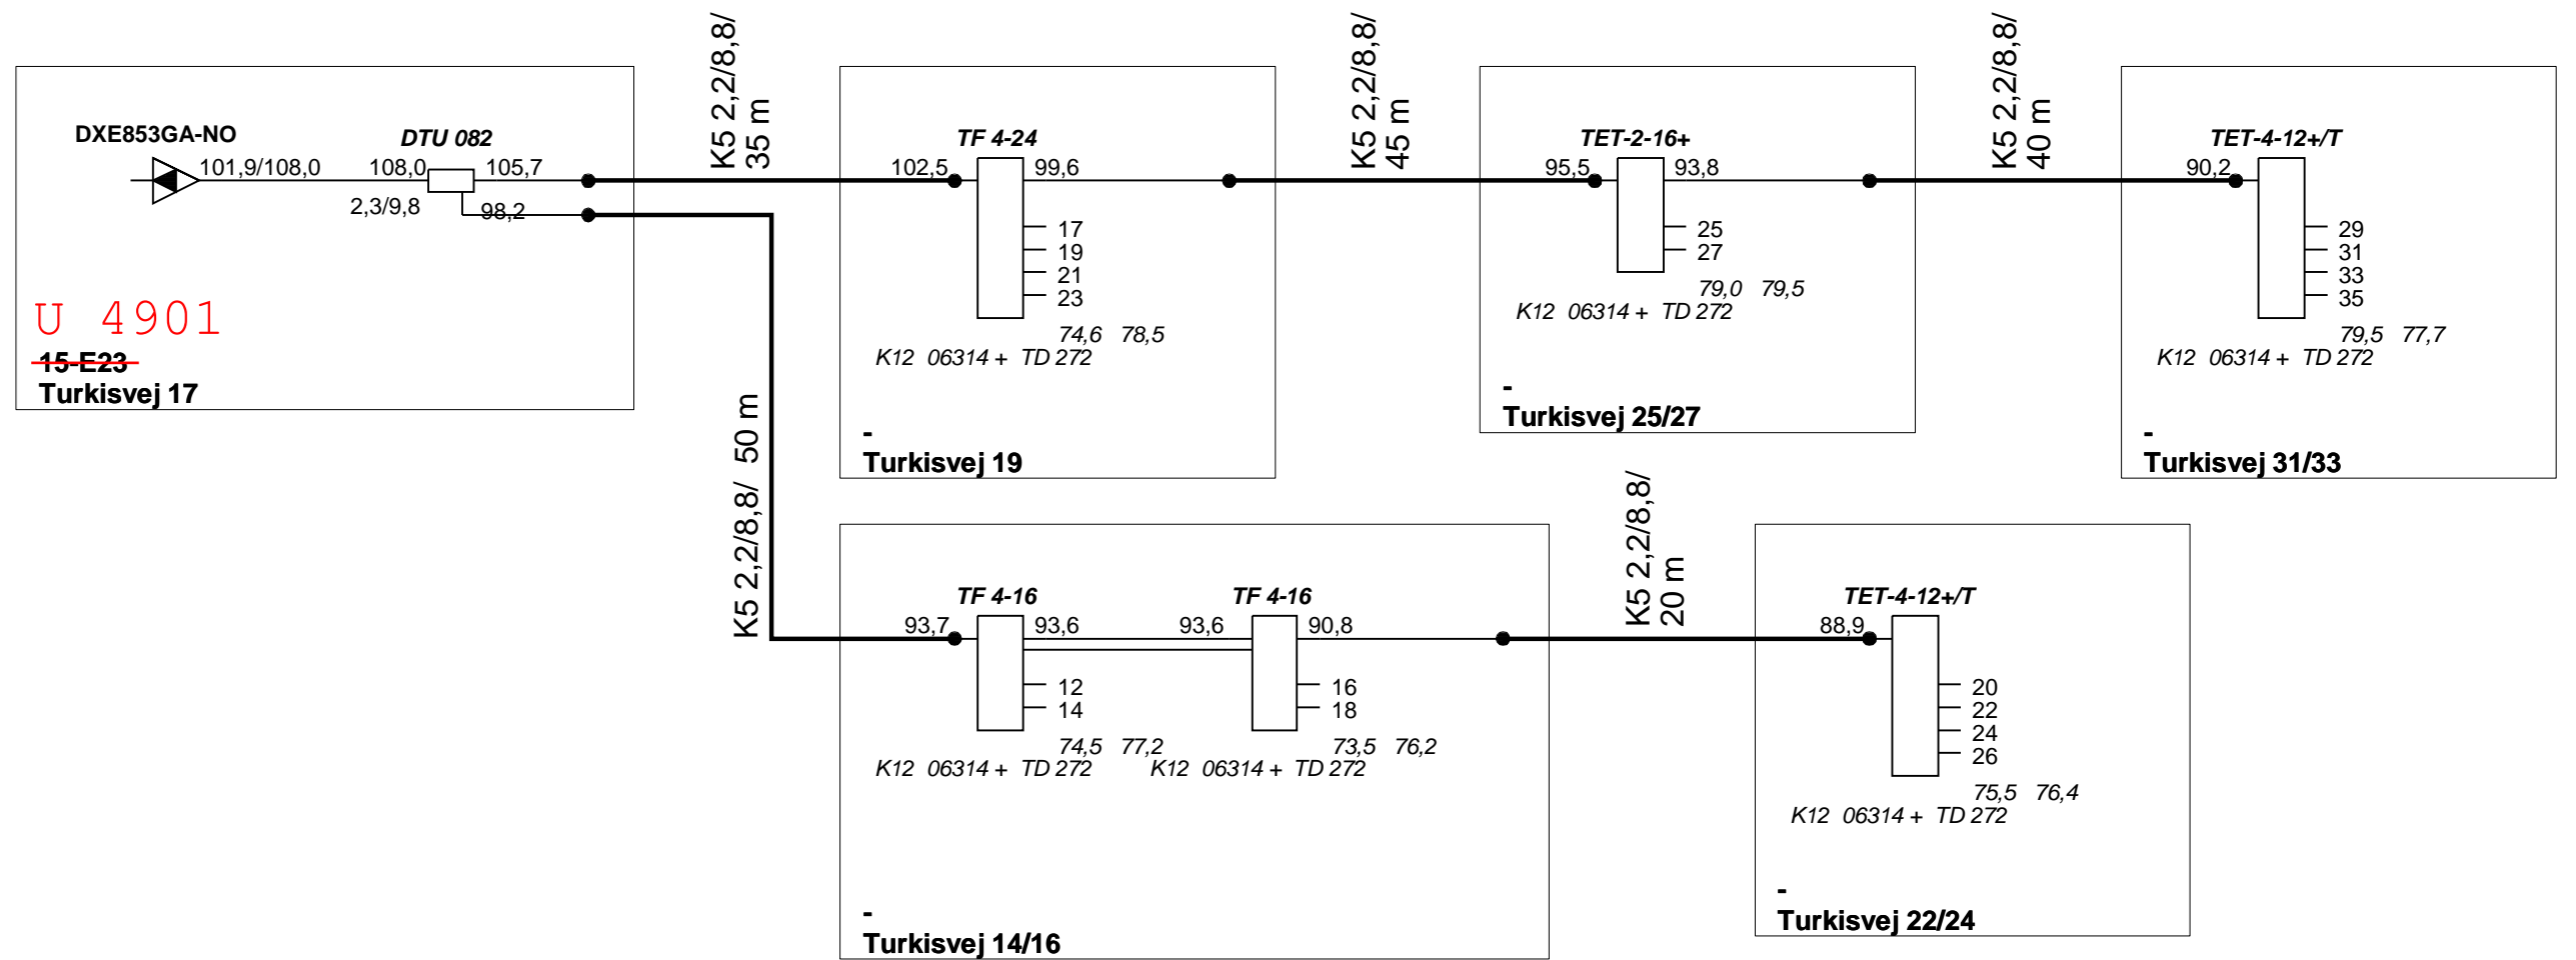 DXE853GA-NO
101,9/108,0
DTU 082
108,0
105,7
2,3/9,8
98,2
U 4901
15-E23
Turkisvej 17
K5 2,2/8,8/
35 m
TF 4-24
102,5
99,6
17
19
21
23
74,6 78,5
K12 06314 + TD 272
-
Turkisvej 19
K5 2,2/8,8/
45 m
TET-2-16+
95,5
93,8
25
27
79,0 79,5
K12 06314 + TD 272
-
Turkisvej 25/27
K5 2,2/8,8/
40 m
TET-4-12+/T
90,2
29
31
33
35
79,5 77,7
K12 06314 + TD 272
-
Turkisvej 31/33
K5 2,2/8,8/ 50 m
TF 4-16
93,7
93,6
12
14
74,5 77,2
K12 06314 + TD 272
TF 4-16
93,6
90,8
16
18
73,5 76,2
K12 06314 + TD 272
-
Turkisvej 14/16
K5 2,2/8,8/
20 m
TET-4-12+/T
88,9
20
22
24
26
75,5 76,4
K12 06314 + TD 272
-
Turkisvej 22/24